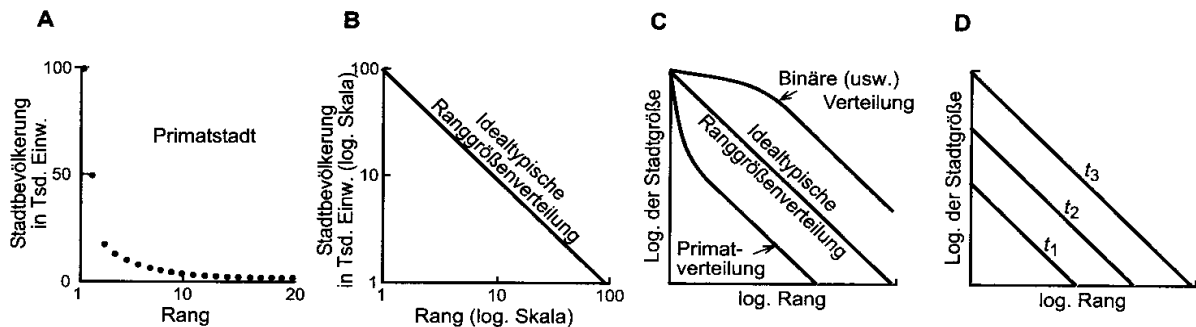 A
Stadtbevölkerung
in Tsd. Einw.
100
50
0
Primatstadt
1
10
20
Rang
B
Stadtbevölkerung
in Tsd. Einw. (log. Skala)
100
10
1
Idealtypische
Ranggrößenverteilung
1
10
100
Rang (log. Skala)
C
Log. der Stadtgröße
Binäre (usw.)
Verteilung
Idealtypische
Ranggrößenverteilung
Primat-
verteilung
log. Rang
D
Log. der Stadtgröße
t3
t2
t1
log. Rang